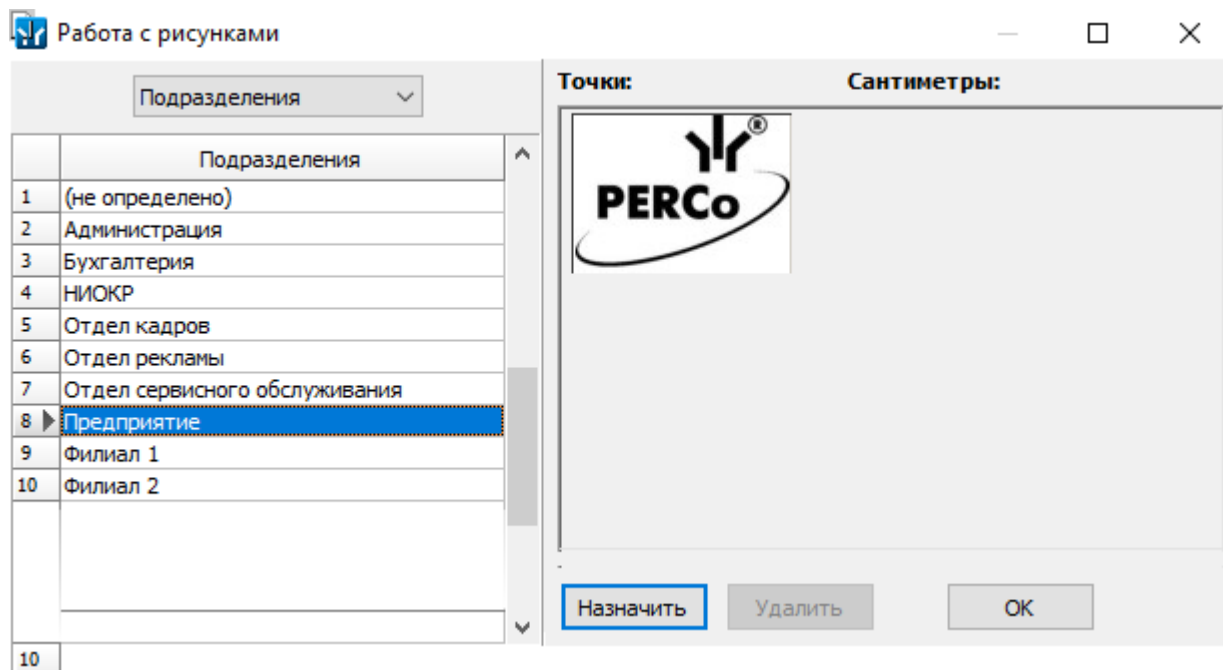 Работа с рисунками
Подразделения
Точки: Сантиметры:
Подразделения
1 (не определено)
2 Администрация
3 Бухгалтерия
4 НИОКР
5 Отдел кадров
6 Отдел рекламы
7 Отдел сервисного обслуживания
8 Предприятие
9 Филиал 1
10 Филиал 2
10
®
PERCo
Назначить Удалить OK